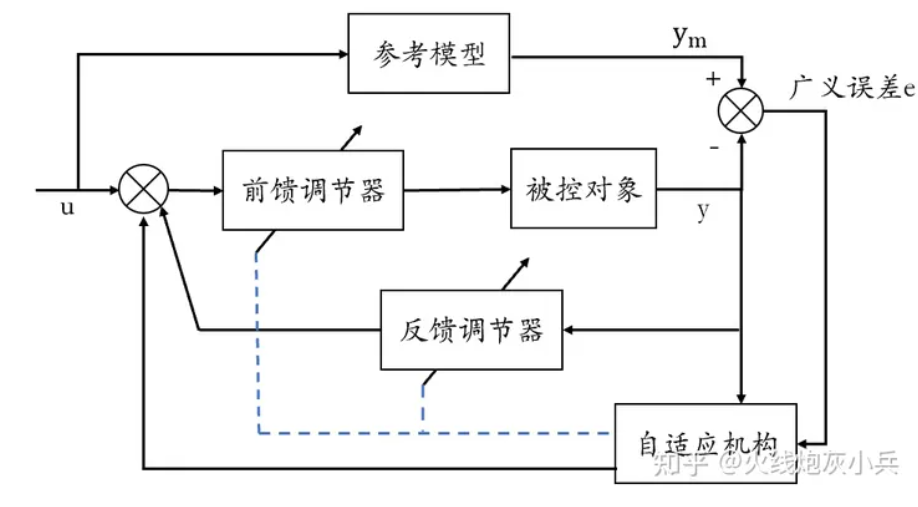 参考模型
ym
+
广义误差e
-
前馈调节器
被控对象
u
y
反馈调节器
自适应机构
知乎 @火线炮灰小兵